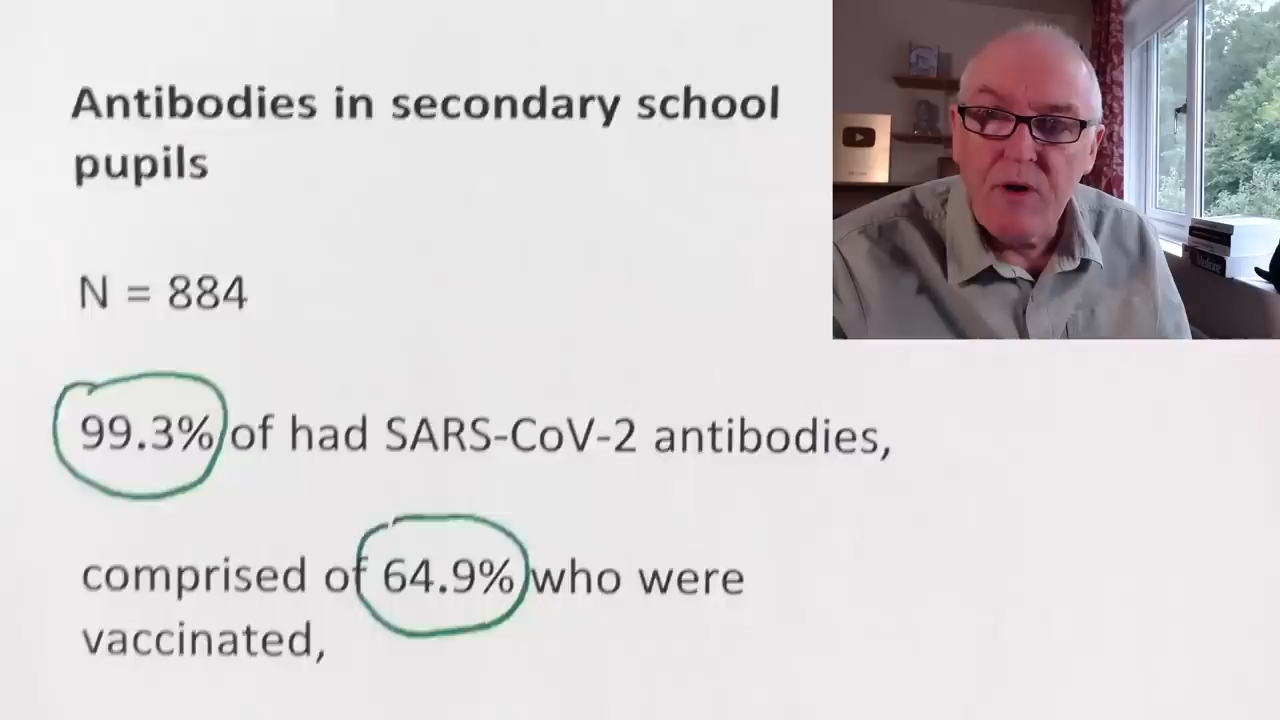 Antibodies in secondary school
pupils
N = 884
99.3% of had SARS-CoV-2 antibodies,
comprised of 64.9% who were
vaccinated,
Medicine